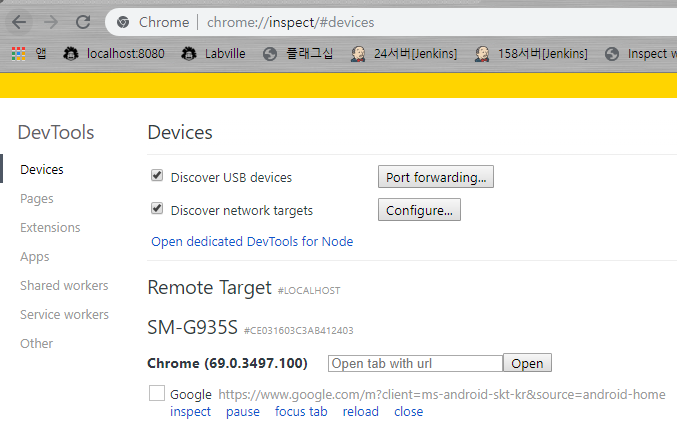 Chrome | chrome://inspect/#devices
앱 localhost:8080 Labville 플래그십 24서버[Jenkins] 158서버[Jenkins] Inspect w
DevTools
Devices
Pages
Extensions
Apps
Shared workers
Service workers
Other
Devices
Discover USB devices Port forwarding...
Discover network targets Configure...
Open dedicated DevTools for Node
Remote Target #LOCALHOST
SM-G935S #CE031603C3AB412403
Chrome (69.0.3497.100) Open tab with url Open
Google https://www.google.com/m?client=ms-android-skt-kr&source=android-home
inspect pause focus tab reload close